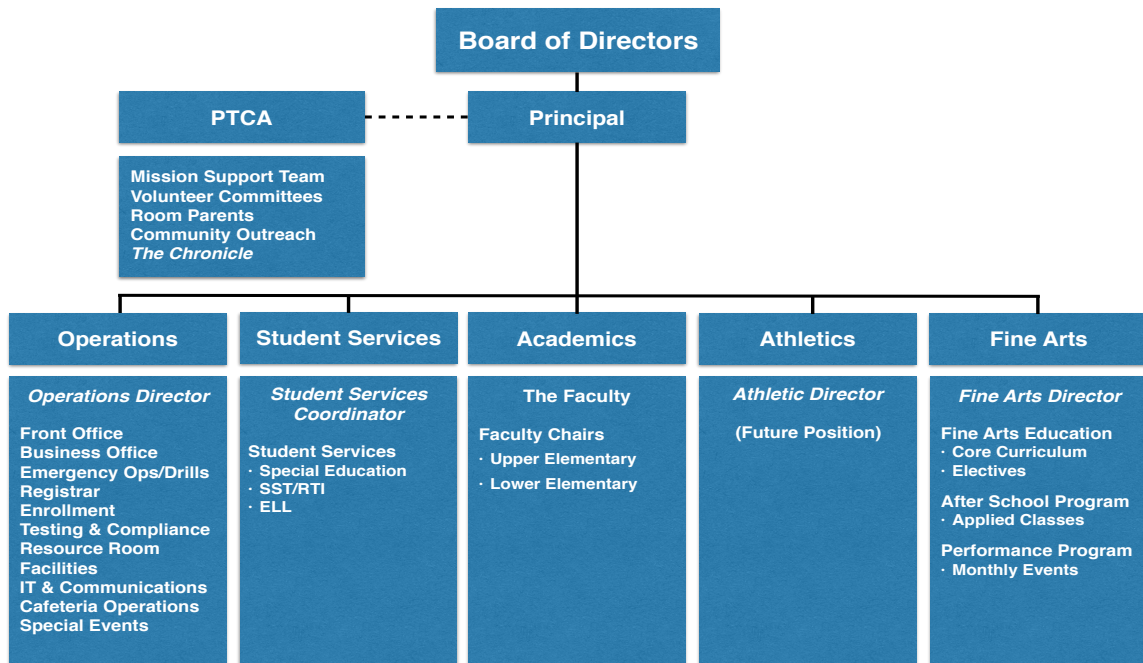 Board of Directors
PTCA
Principal
Mission Support Team
Volunteer Committees
Room Parents
Community Outreach
The Chronicle
Operations
Student Services
Academics
Athletics
Fine Arts
Operations Director
Front Office
Business Office
Emergency Ops/Drills
Registrar
Enrollment
Testing & Compliance
Resource Room
Facilities
IT & Communications
Cafeteria Operations
Special Events
Student Services
Coordinator
Student Services
· Special Education
· SST/RTI
· ELL
The Faculty
Faculty Chairs
· Upper Elementary
· Lower Elementary
Athletic Director
(Future Position)
Fine Arts Director
Fine Arts Education
· Core Curriculum
· Electives
After School Program
· Applied Classes
Performance Program
· Monthly Events